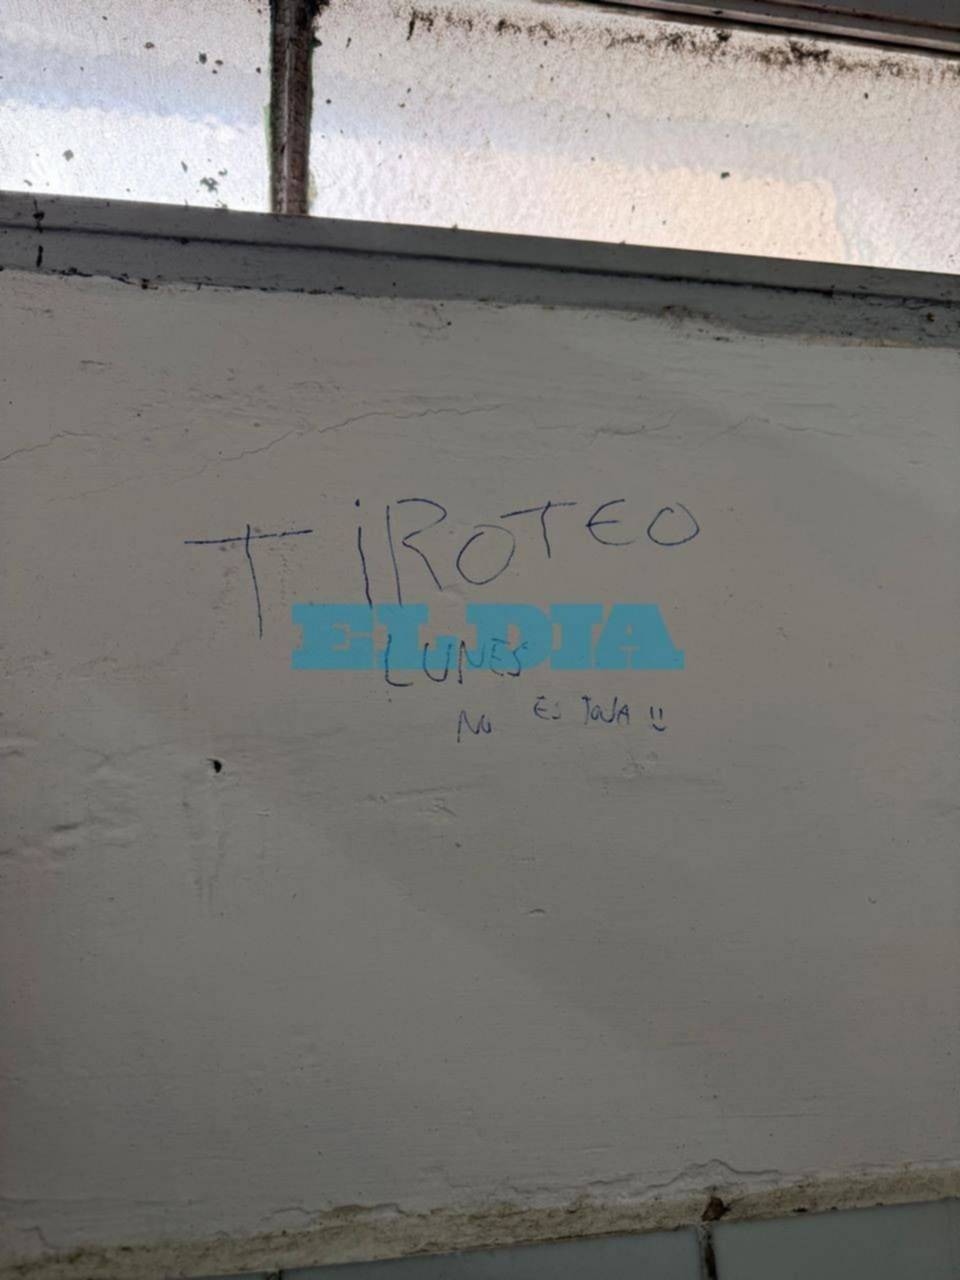 TIROTEO
ELDIA
LUNES
NO ES JODA !!